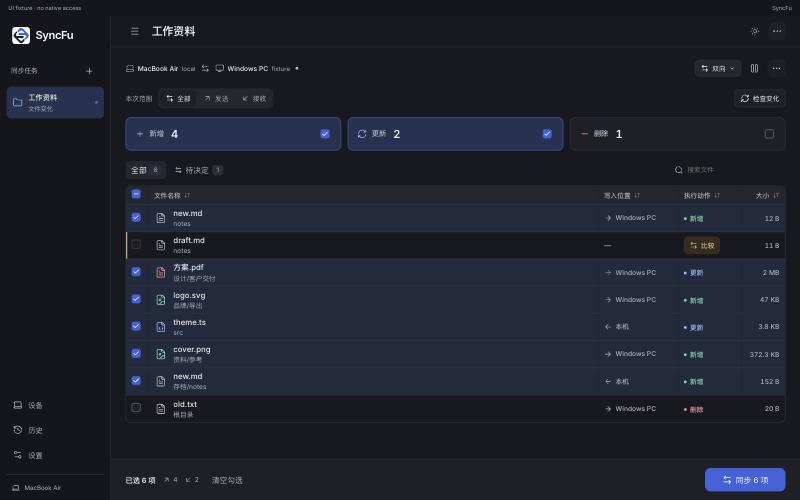 UI fixture · no native access
SyncFu
SyncFu
工作资料
同步任务
工作资料
文件变化
MacBook Air local
Windows PC fixture
双向
本次范围
全部
发送
接收
检查变化
新增 4
更新 2
删除 1
全部 8
待决定 1
搜索文件
文件名称
写入位置
执行动作
大小
new.md
notes
Windows PC
新增
12 B
draft.md
notes
—
比较
11 B
方案.pdf
设计/客户交付
Windows PC
更新
2 MB
logo.svg
品牌/导出
Windows PC
新增
47 KB
theme.ts
src
本机
更新
3.8 KB
cover.png
资料/参考
Windows PC
新增
372.3 KB
new.md
存档/notes
本机
新增
152 B
old.txt
根目录
Windows PC
删除
20 B
设备
历史
设置
MacBook Air
已选 6 项
4
2
清空勾选
同步 6 项